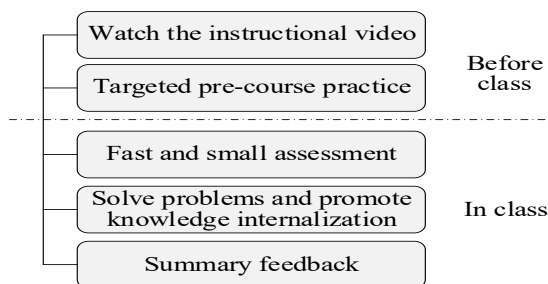 Watch the instructional video
Targeted pre-course practice
Before
class
Fast and small assessment
Solve problems and promote
knowledge internalization
In class
Summary feedback